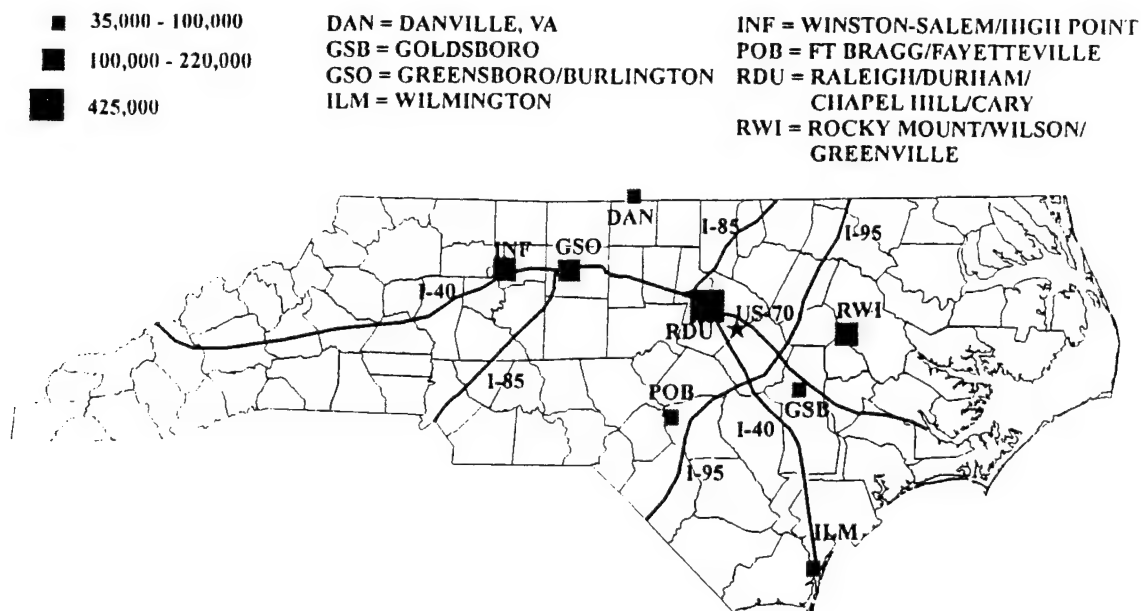 35,000 - 100,000
100,000 - 220,000
425,000
DAN = DANVILLE, VA
GSB = GOLDSBORO
GSO = GREENSBORO/BURLINGTON
ILM = WILMINGTON
INF = WINSTON-SALEM/HIGH POINT
POB = FT BRAGG/FAYETTEVILLE
RDU = RALEIGH/DURHAM/
CHAPEL HILL/CARY
RWI = ROCKY MOUNT/WILSON/
GREENVILLE
DAN
I-85
I-95
INF
GSO
I-40
US-70
RWI
RDU
I-85
POB
GSB
I-40
I-95
ILM